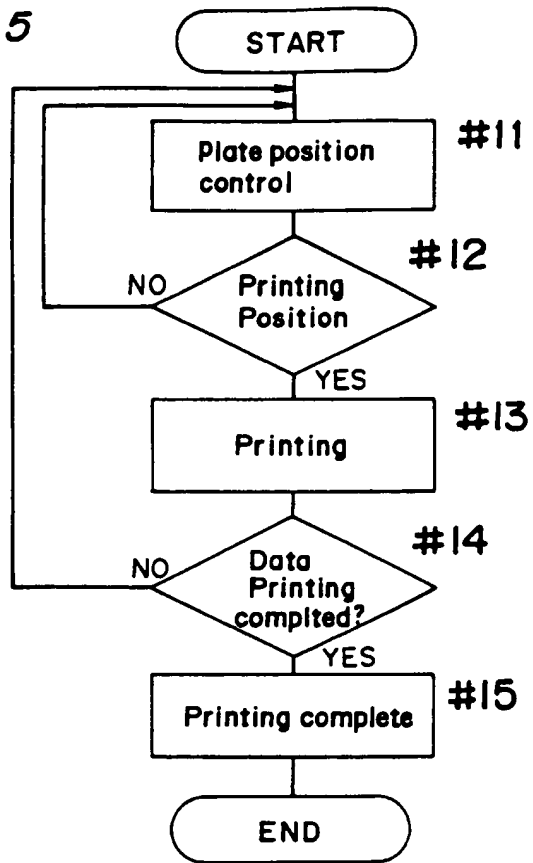 5
START
#11
Plate position
control
#12
NO
Printing
Position
YES
#13
Printing
#14
NO
Data
Printing
complted?
YES
#15
Printing complete
END